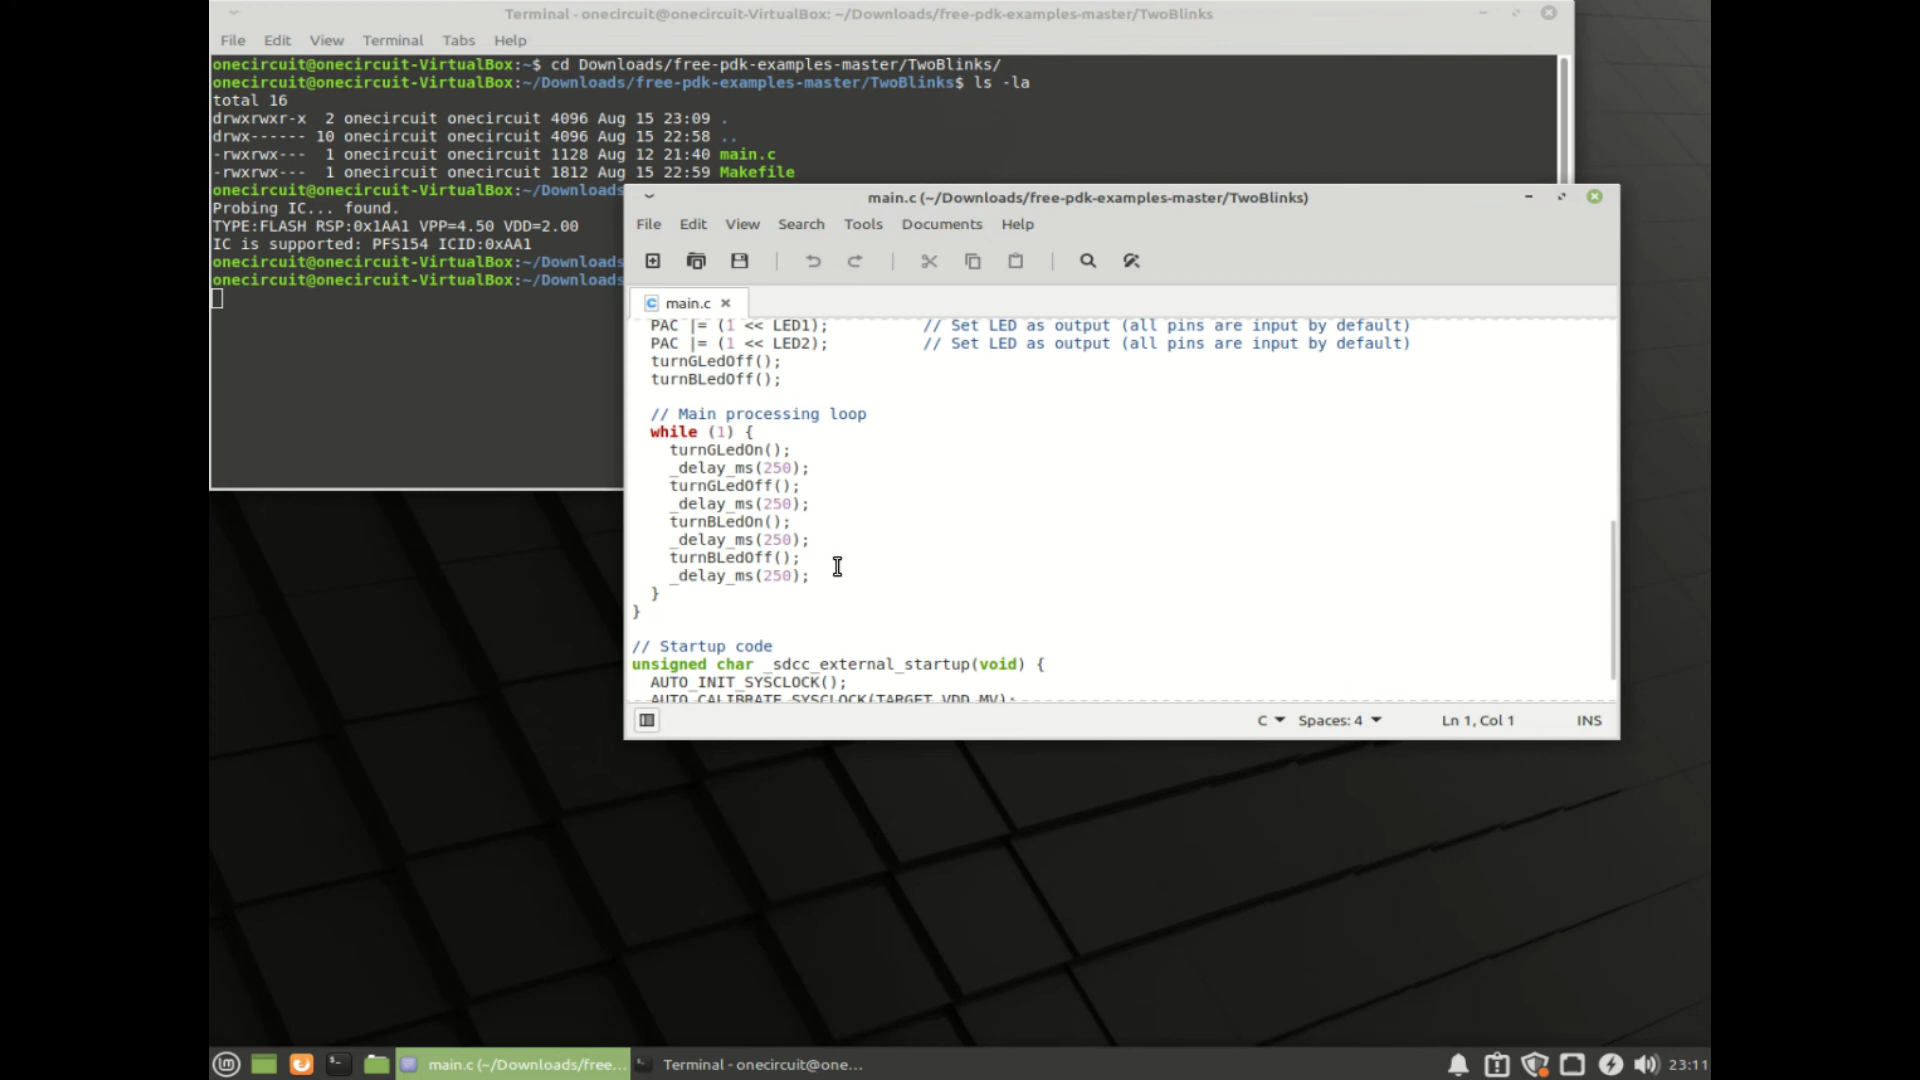 Terminal - onecircuit@onecircuit-VirtualBox: ~/Downloads/free-pdk-examples-master/TwoBlinks
File Edit View Terminal Tabs Help
onecircuit@onecircuit-VirtualBox:~$ cd Downloads/free-pdk-examples-master/TwoBlinks/
onecircuit@onecircuit-VirtualBox:~/Downloads/free-pdk-examples-master/TwoBlinks$ ls -la
total 16
drwxrwxr-x  2 onecircuit onecircuit 4096 Aug 15 23:09 .
drwx------ 10 onecircuit onecircuit 4096 Aug 15 22:58 ..
-rwxrwx---  1 onecircuit onecircuit 1128 Aug 12 21:40 main.c
-rwxrwx---  1 onecircuit onecircuit 1812 Aug 15 22:59 Makefile
onecircuit@onecircuit-VirtualBox:~/Downloads
Probing IC... found.
TYPE:FLASH RSP:0x1AA1 VPP=4.50 VDD=2.00
IC is supported: PFS154 ICID:0xAA1
onecircuit@onecircuit-VirtualBox:~/Downloads
onecircuit@onecircuit-VirtualBox:~/Downloads
main.c (~/Downloads/free-pdk-examples-master/TwoBlinks)
File Edit View Search Tools Documents Help
main.c
PAC |= (1 << LED1);          // Set LED as output (all pins are input by default)
PAC |= (1 << LED2);          // Set LED as output (all pins are input by default)
turnGLedOff();
turnBLedOff();
// Main processing loop
while (1) {
turnGLedOn();
_delay_ms(250);
turnGLedOff();
_delay_ms(250);
turnBLedOn();
_delay_ms(250);
turnBLedOff();
_delay_ms(250);
}
}
// Startup code
unsigned char _sdcc_external_startup(void) {
AUTO_INIT_SYSCLOCK();
AUTO_CALIBRATE_SYSCLOCK(TARGET_VDD_MV);
C Spaces: 4 Ln 1, Col 1 INS
main.c (~/Downloads/free... Terminal - onecircuit@one... 23:11